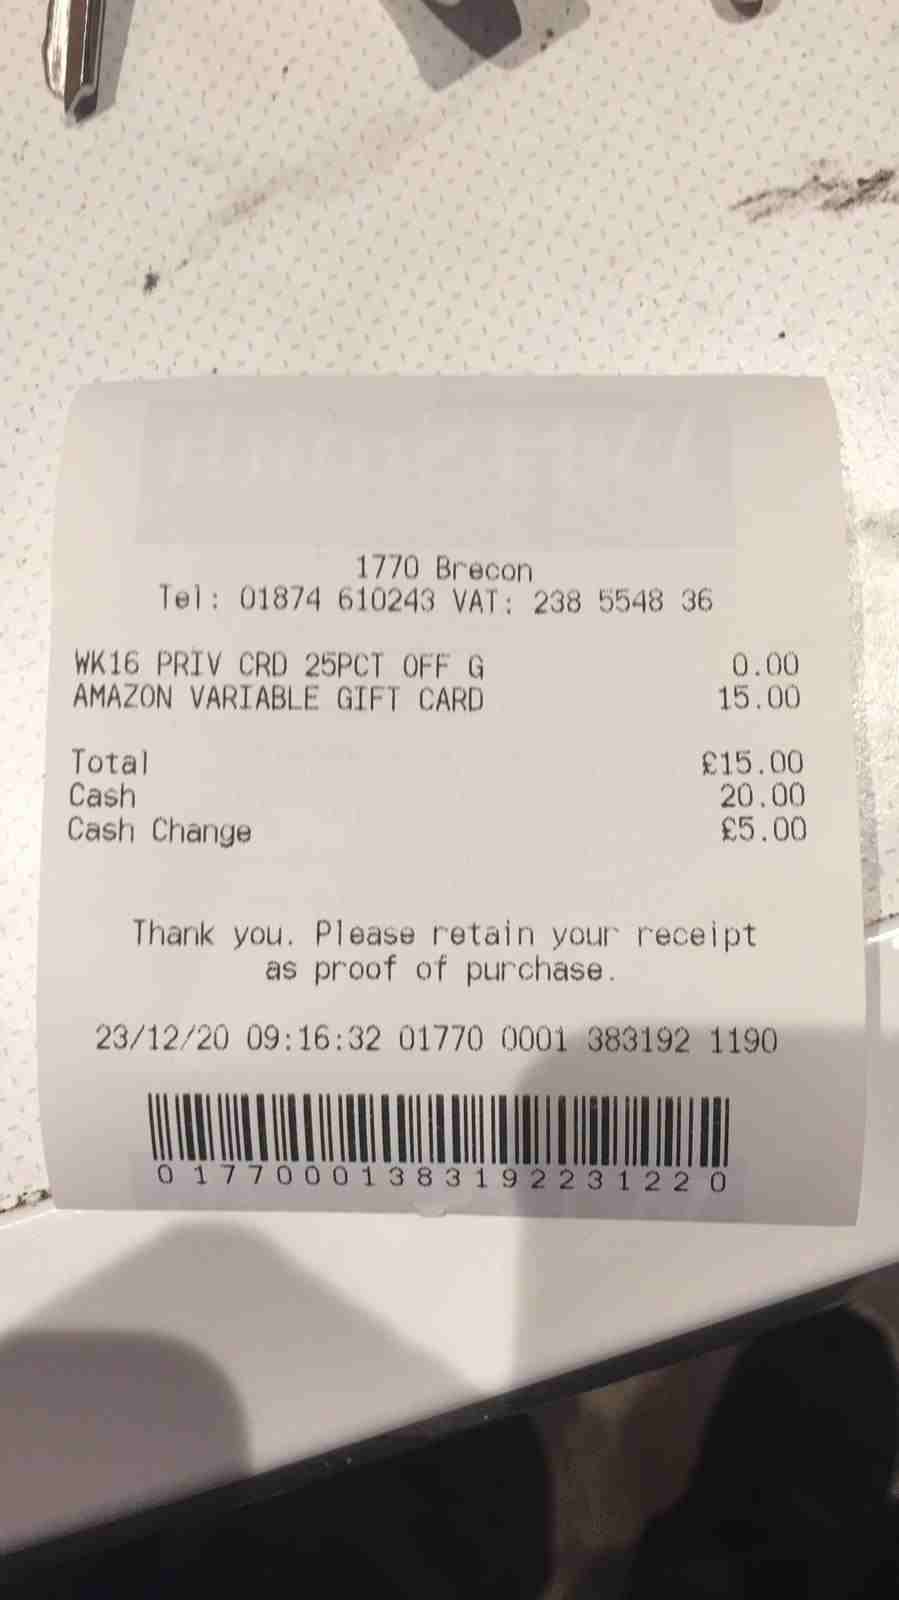 1770 Brecon
Tel: 01874 610243 VAT: 238 5548 36
WK16 PRIV CRD 25PCT OFF G 0.00
AMAZON VARIABLE GIFT CARD 15.00
Total £15.00
Cash 20.00
Cash Change £5.00
Thank you. Please retain your receipt
as proof of purchase.
23/12/20 09:16:32 01770 0001 383192 1190
01770001383192231220